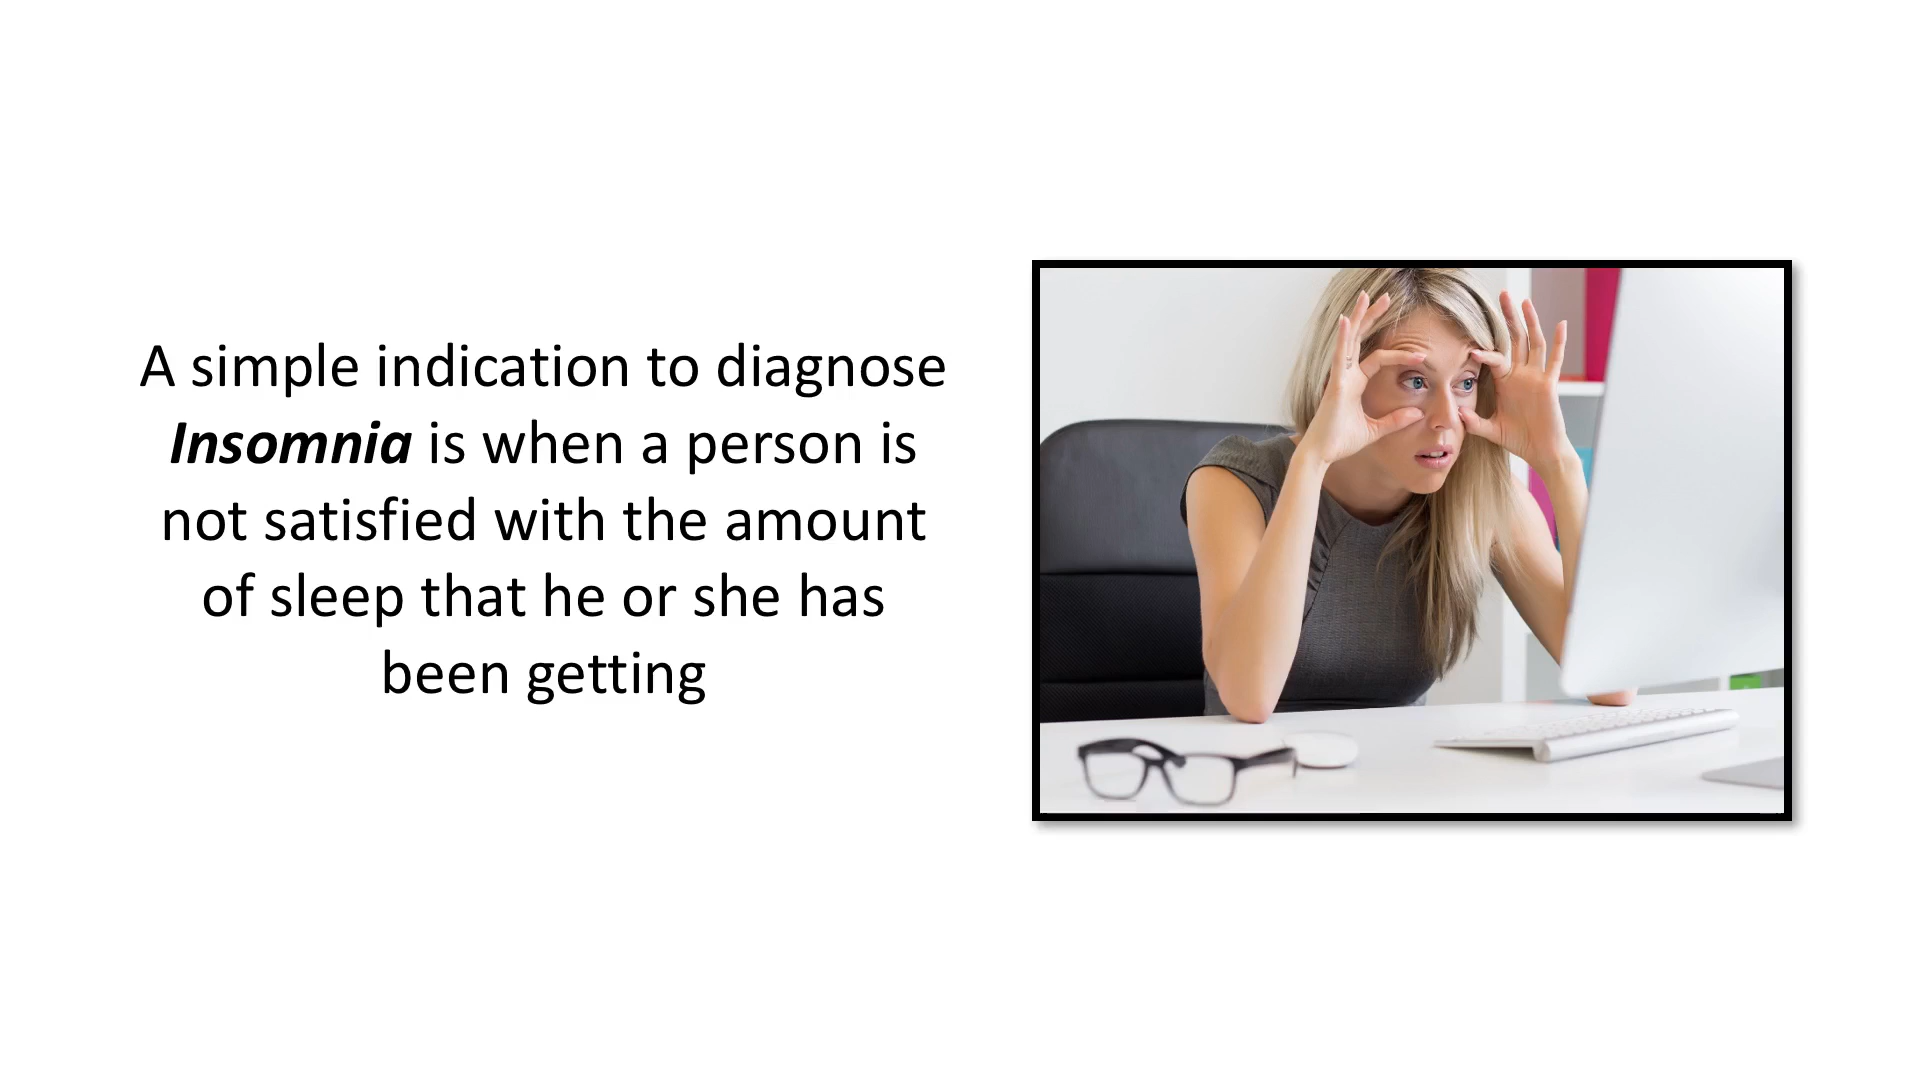 A simple indication to diagnose
Insomnia is when a person is
not satisfied with the amount
of sleep that he or she has
been getting